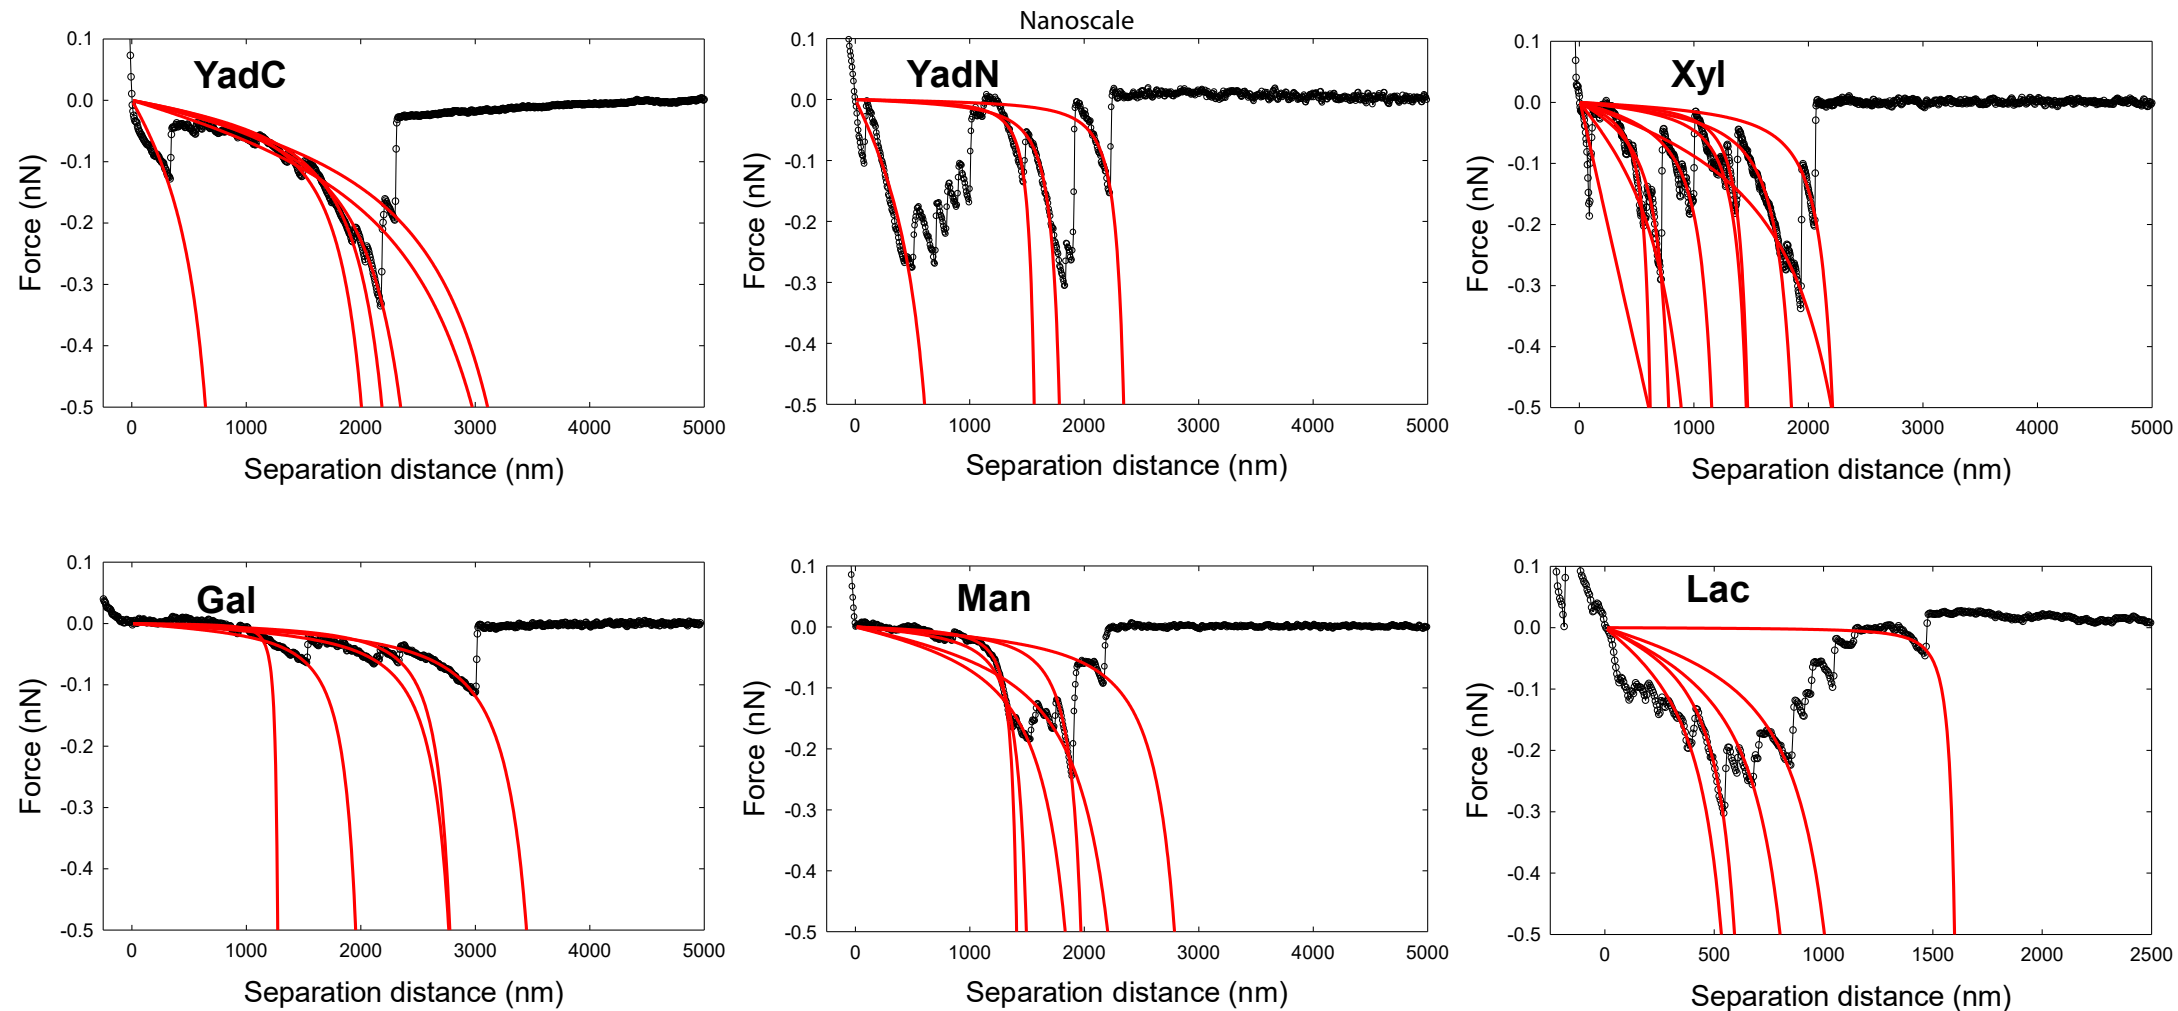 Nanoscale
YadC
0.1
0.0
-0.1
-0.2
-0.3
-0.4
-0.5
Force (nN)
0 1000 2000 3000 4000 5000
Separation distance (nm)
YadN
0.1
0.0
-0.1
-0.2
-0.3
-0.4
-0.5
Force (nN)
0 1000 2000 3000 4000 5000
Separation distance (nm)
Xyl
0.1
0.0
-0.1
-0.2
-0.3
-0.4
-0.5
Force (nN)
0 1000 2000 3000 4000 5000
Separation distance (nm)
Gal
0.1
0.0
-0.1
-0.2
-0.3
-0.4
-0.5
Force (nN)
0 1000 2000 3000 4000 5000
Separation distance (nm)
Man
0.1
0.0
-0.1
-0.2
-0.3
-0.4
-0.5
Force (nN)
0 1000 2000 3000 4000 5000
Separation distance (nm)
Lac
0.1
0.0
-0.1
-0.2
-0.3
-0.4
-0.5
Force (nN)
0 500 1000 1500 2000 2500
Separation distance (nm)